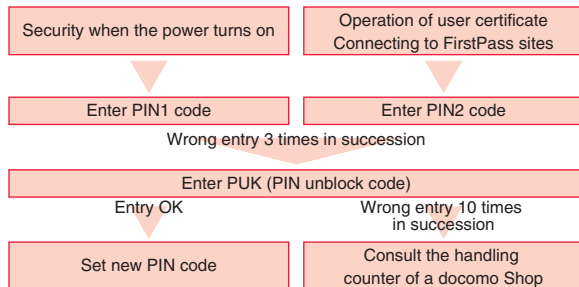 Security when the power turns on
Operation of user certificate
Connecting to FirstPass sites
Enter PIN1 code
Enter PIN2 code
Wrong entry 3 times in succession
Enter PUK (PIN unblock code)
Entry OK
Wrong entry 10 times
in succession
Set new PIN code
Consult the handling
counter of a docomo Shop